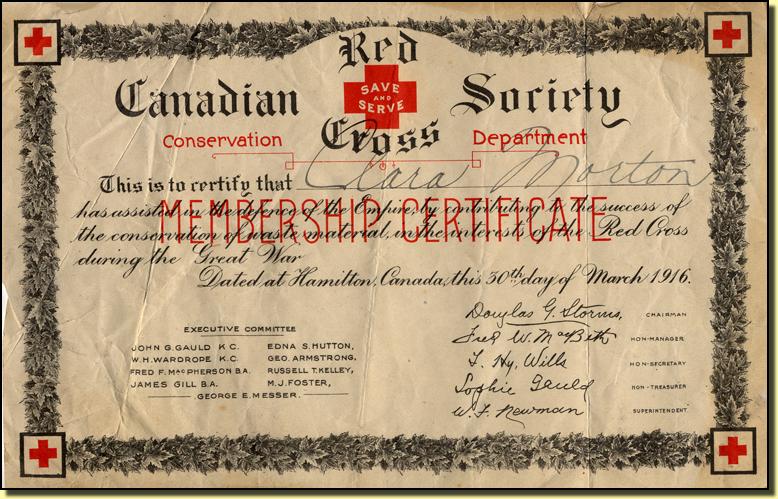 Red
Canadian Society
SAVE
AND
SERVE
Cross
Conservation Department
This is to certify that Clara Morton
has assisted in the defence of the Empire, by contributing to the success of
MEMBERSHIP CERTIFICATE
the conservation of waste material, in the interests of the Red Cross
during the Great War
Dated at Hamilton, Canada, this 30th day of March 1916.
EXECUTIVE COMMITTEE
JOHN G. GAULD K C. EDNA S. HUTTON,
W. H. WARDROPE K C. GEO. ARMSTRONG,
FRED F. MACPHERSON B.A. RUSSELL T. KELLEY,
JAMES GILL B.A. M. J. FOSTER,
GEORGE E. MESSER.
Douglas G. Storms, CHAIRMAN
Fred W. MacBeth HON-MANAGER
T. Hy. Wills HON-SECRETARY
Sophie Gauld HON-TREASURER
W. F. Newman SUPERINTENDENT